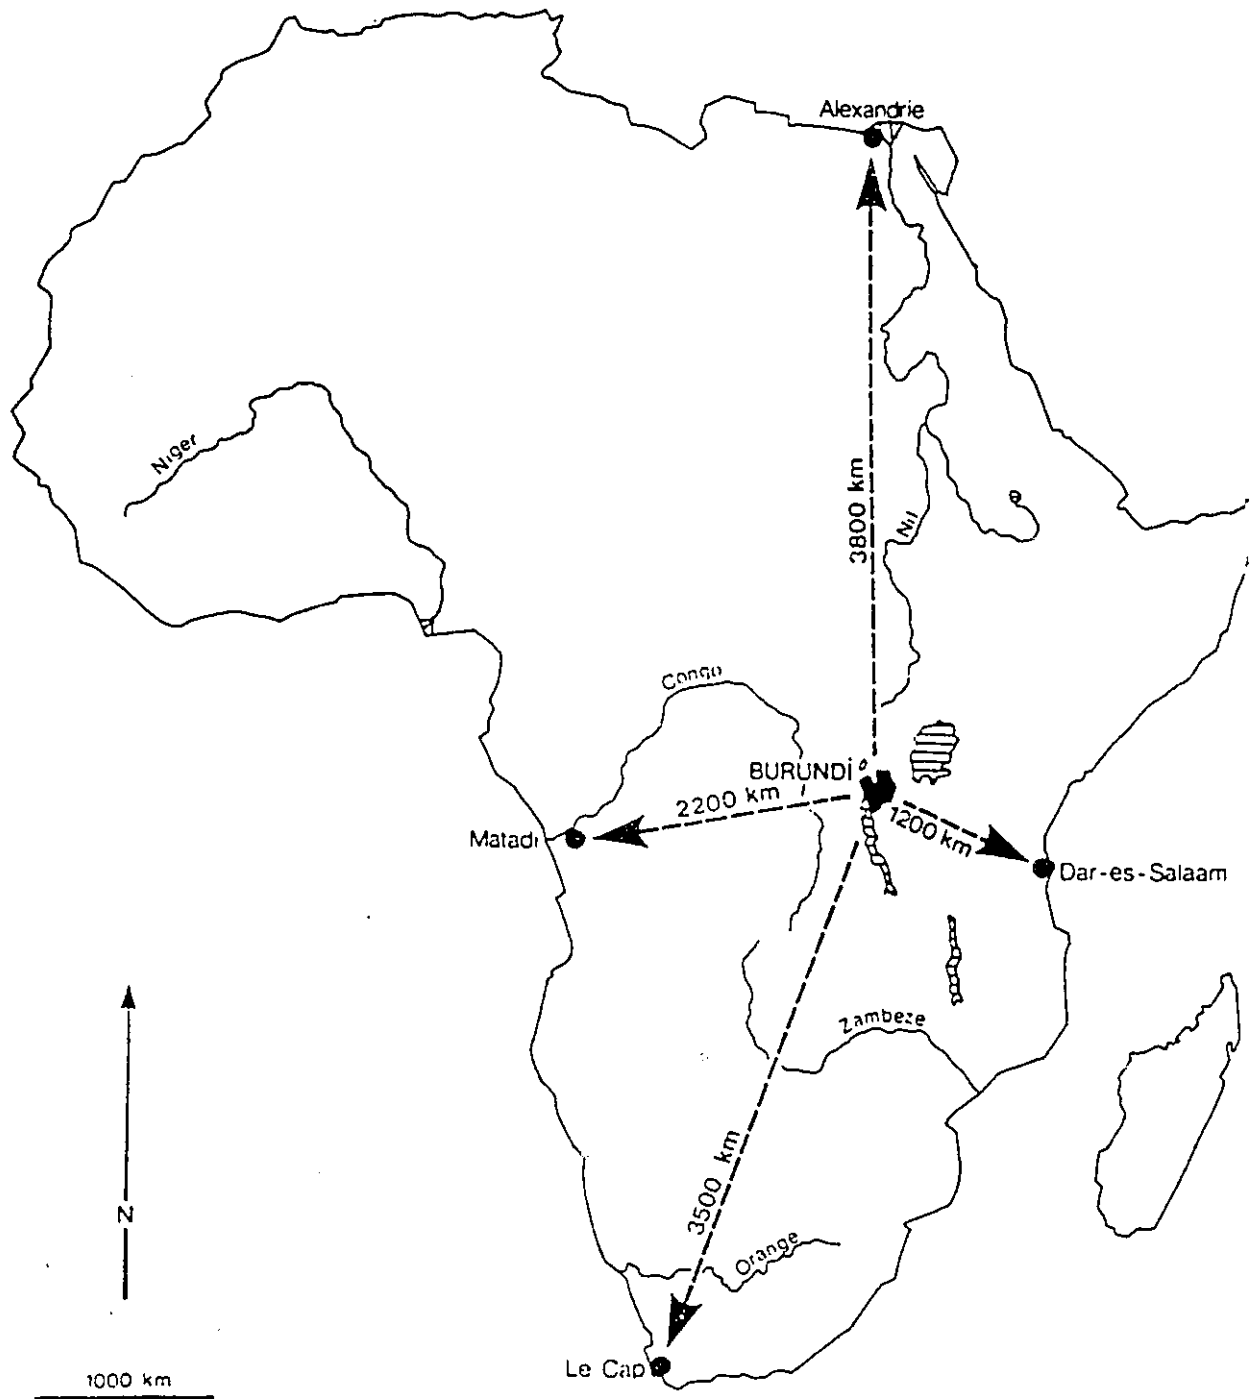 Alexandrie
Niger
3800 km
Nil
Congo
BURUNDi
2200 km
1200 km
Matadi
Dar-es-Salaam
Zambeze
3500 km
N
Orange
Le Cap
1000 km